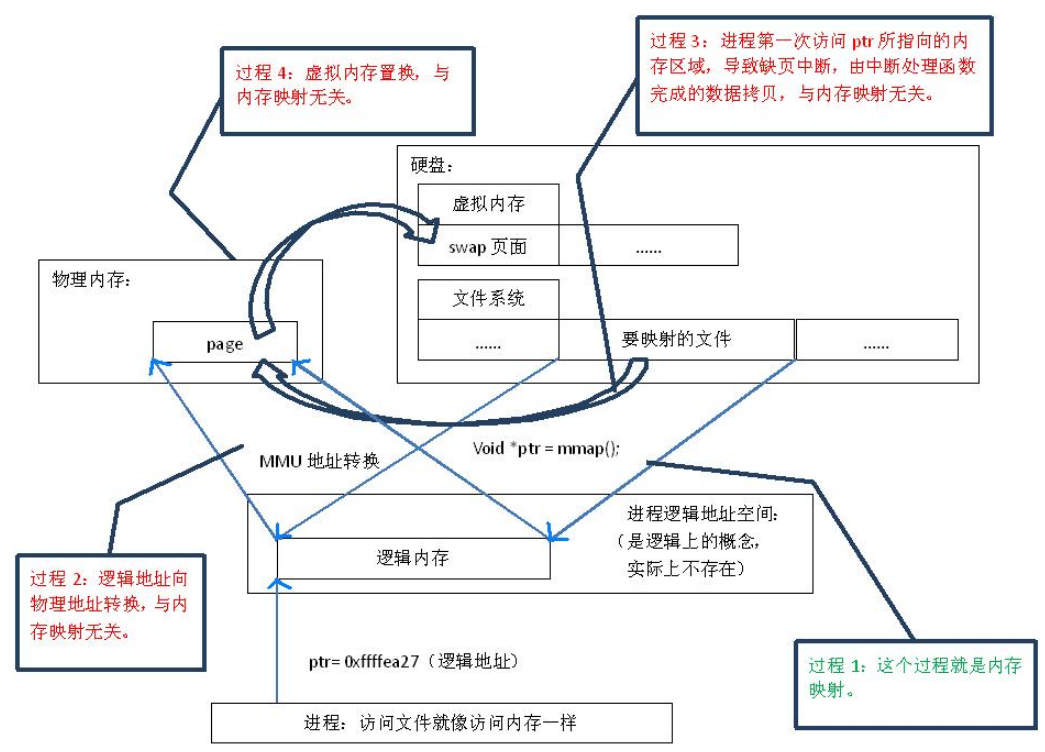 过程 4：虚拟内存置换，与
内存映射无关。
过程 3：进程第一次访问 ptr 所指向的内
存区域，导致缺页中断，由中断处理函数
完成的数据拷贝，与内存映射无关。
硬盘：
虚拟内存
swap 页面
......
物理内存：
page
文件系统
......
要映射的文件
......
MMU 地址转换
Void *ptr = mmap();
进程逻辑地址空间：
（是逻辑上的概念，
实际上不存在）
逻辑内存
过程 2：逻辑地址向
物理地址转换，与内
存映射无关。
ptr= 0xffffea27（逻辑地址）
过程 1：这个过程就是内存
映射。
进程：访问文件就像访问内存一样